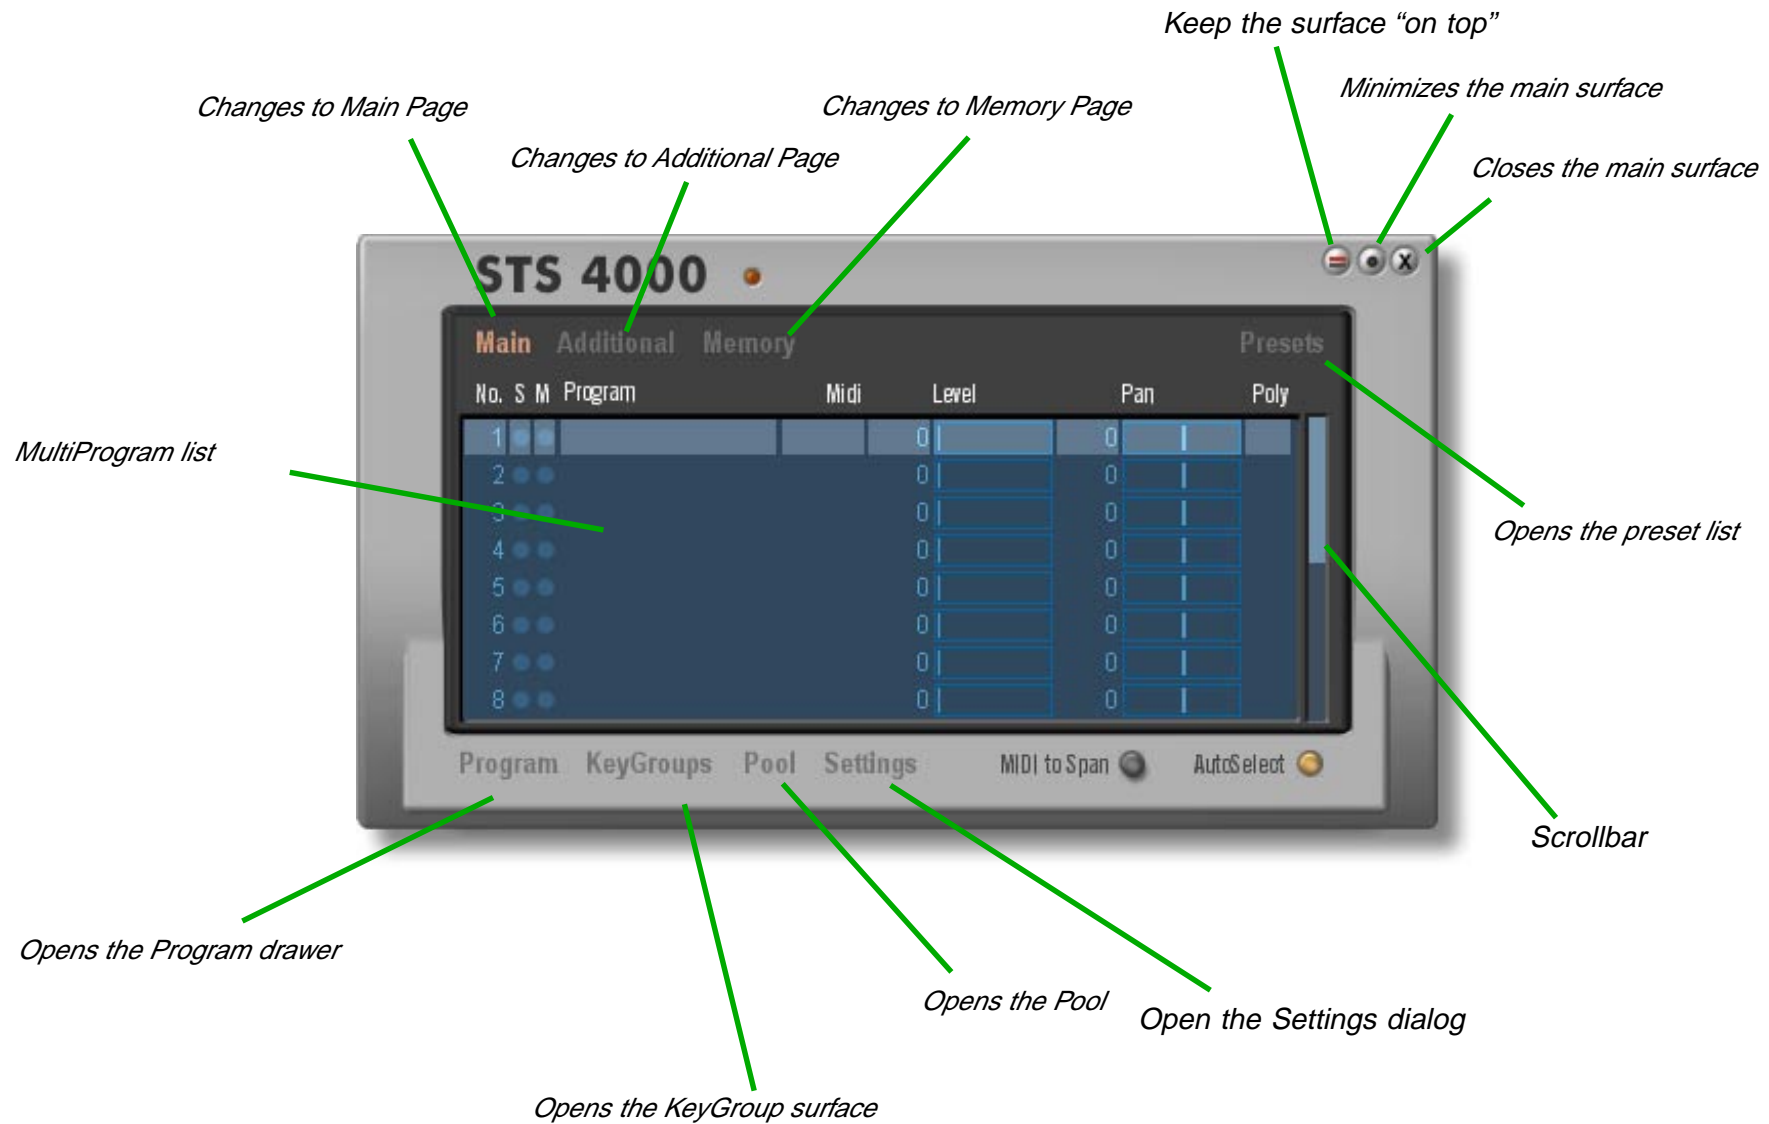 Keep the surface “on top”
Minimizes the main surface
Changes to Main Page
Changes to Memory Page
Changes to Additional Page
Closes the main surface
STS 4000
X
Main Additional Memory Presets
No. S M Program Midi Level Pan Poly
1 0 0
2 0 0
3 0 0
4 0 0
5 0 0
6 0 0
7 0 0
8 0 0
MultiProgram list
Opens the preset list
Program KeyGroups Pool Settings MIDI to Span AutoSelect
Scrollbar
Opens the Program drawer
Opens the Pool
Open the Settings dialog
Opens the KeyGroup surface